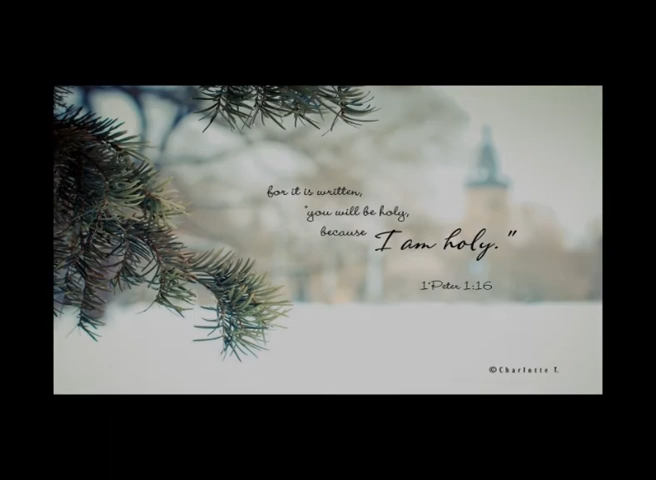 for it is written,
"you will be holy,
because I am holy."
1 Peter 1:16
©Charlotte T.